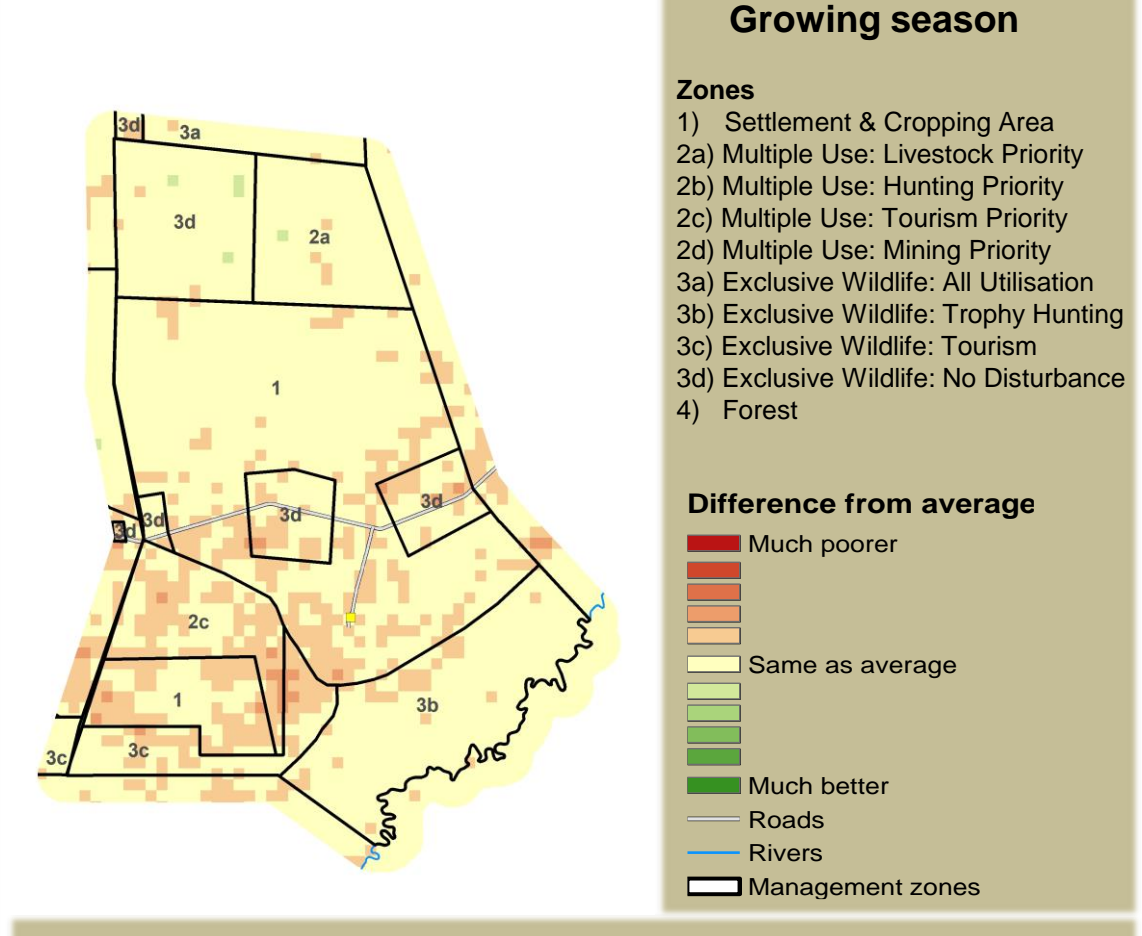 Growing season
Zones
1) Settlement & Cropping Area
2a) Multiple Use: Livestock Priority
2b) Multiple Use: Hunting Priority
2c) Multiple Use: Tourism Priority
2d) Multiple Use: Mining Priority
3a) Exclusive Wildlife: All Utilisation
3b) Exclusive Wildlife: Trophy Hunting
3c) Exclusive Wildlife: Tourism
3d) Exclusive Wildlife: No Disturbance
4) Forest
Difference from average
Much poorer
Same as average
Much better
Roads
Rivers
Management zones
3d
3a
3d
2a
1
3d
3d
3d
3d
2c
1
3b
3c
3c